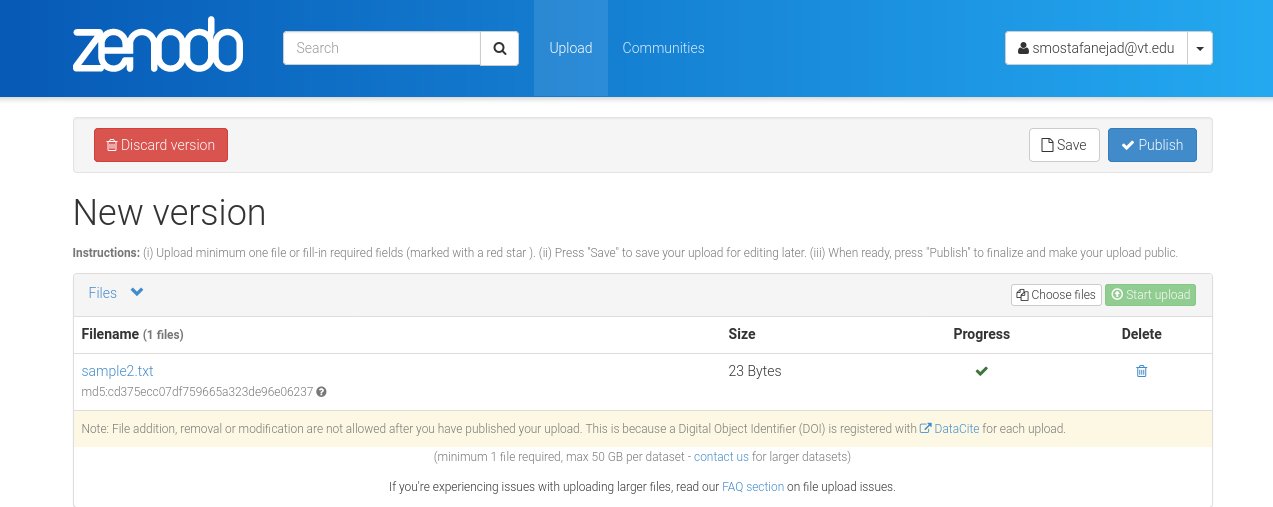 zenodo
Search
Upload
Communities
smostafanejad@vt.edu
Discard version
Save
Publish
New version
Instructions: (i) Upload minimum one file or fill-in required fields (marked with a red star ). (ii) Press "Save" to save your upload for editing later. (iii) When ready, press "Publish" to finalize and make your upload public.
Files
Choose files
Start upload
Filename (1 files) Size Progress Delete
sample2.txt 23 Bytes
md5:cd375ecc07df759665a323de96e06237
Note: File addition, removal or modification are not allowed after you have published your upload. This is because a Digital Object Identifier (DOI) is registered with DataCite for each upload.
(minimum 1 file required, max 50 GB per dataset - contact us for larger datasets)
If you're experiencing issues with uploading larger files, read our FAQ section on file upload issues.